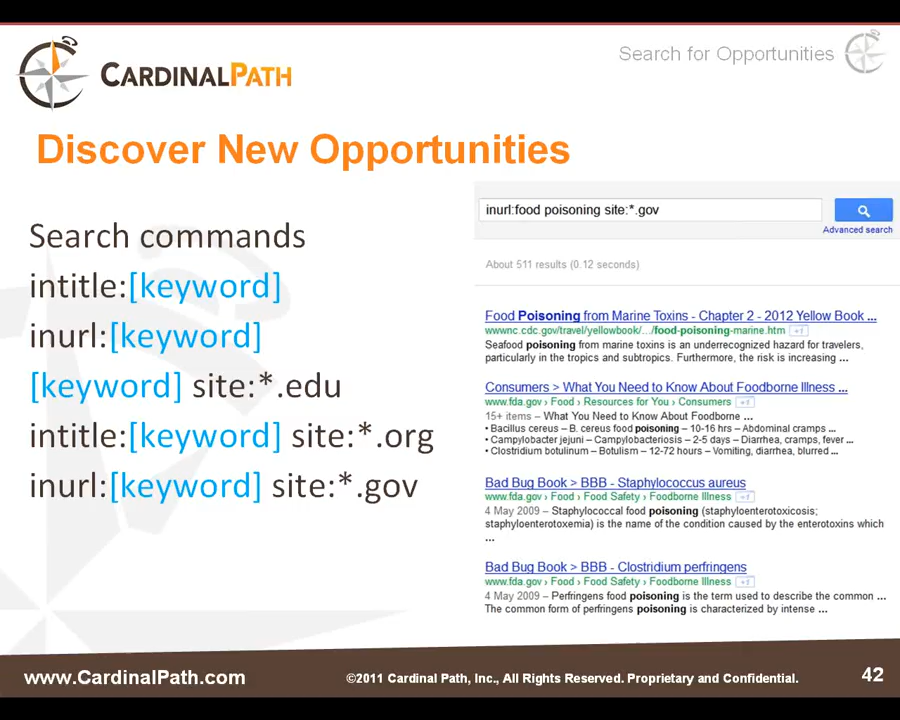 Search for Opportunities
CARDINALPATH
Discover New Opportunities
Search commands
intitle:[keyword]
inurl:[keyword]
[keyword] site:*.edu
intitle:[keyword] site:*.org
inurl:[keyword] site:*.gov
inurl:food poisoning site:*.gov
Advanced search
About 511 results (0.12 seconds)
Food Poisoning from Marine Toxins - Chapter 2 - 2012 Yellow Book ...
wwwnc.cdc.gov/travel/yellowbook/.../food-poisoning-marine.htm +1
Seafood poisoning from marine toxins is an underrecognized hazard for travelers,
particularly in the tropics and subtropics. Furthermore, the risk is increasing ...
Consumers > What You Need to Know About Foodborne Illness ...
www.fda.gov › Food › Resources for You › Consumers +1
15+ items – What You Need to Know About Foodborne ...
• Bacillus cereus – B. cereus food poisoning – 10-16 hrs – Abdominal cramps ...
• Campylobacter jejuni – Campylobacteriosis – 2-5 days – Diarrhea, cramps, fever ...
• Clostridium botulinum – Botulism – 12-72 hours – Vomiting, diarrhea, blurred ...
Bad Bug Book > BBB - Staphylococcus aureus
www.fda.gov › Food › Food Safety › Foodborne Illness +1
4 May 2009 – Staphylococcal food poisoning (staphyloenterotoxicosis;
staphyloenterotoxemia) is the name of the condition caused by the enterotoxins which
...
Bad Bug Book > BBB - Clostridium perfringens
www.fda.gov › Food › Food Safety › Foodborne Illness +1
4 May 2009 – Perfringens food poisoning is the term used to describe the common ...
The common form of perfringens poisoning is characterized by intense ...
www.CardinalPath.com
©2011 Cardinal Path, Inc., All Rights Reserved. Proprietary and Confidential.
42